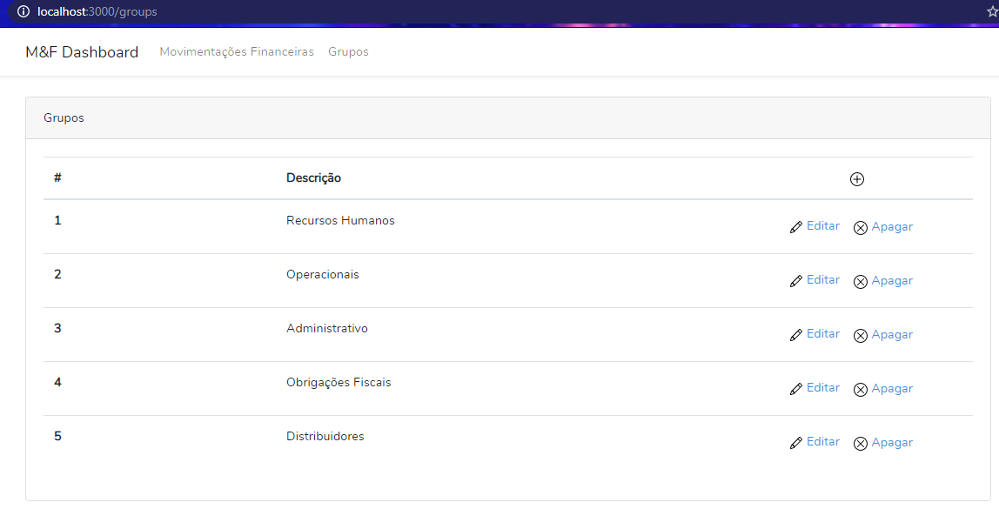 localhost:3000/groups
M&F Dashboard Movimentações Financeiras Grupos
Grupos
# Descrição
1 Recursos Humanos Editar Apagar
2 Operacionais Editar Apagar
3 Administrativo Editar Apagar
4 Obrigações Fiscais Editar Apagar
5 Distribuidores Editar Apagar